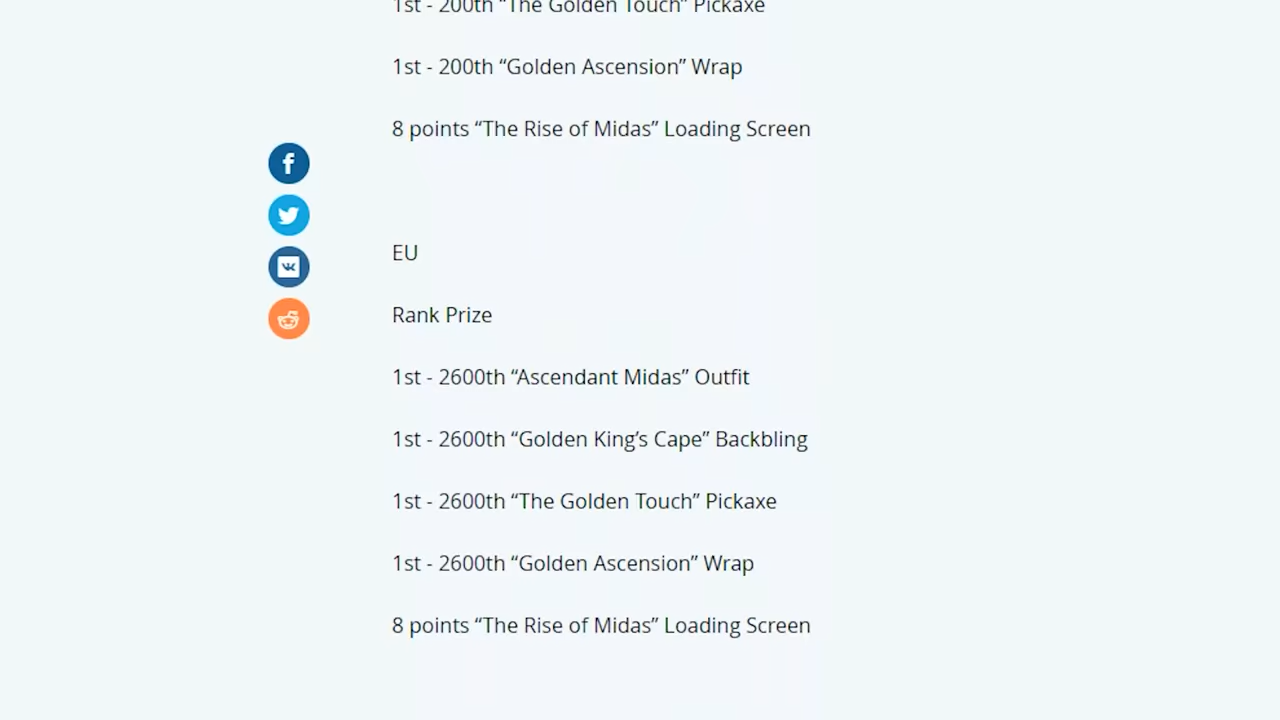 1st - 200th “The Golden Touch” Pickaxe
1st - 200th “Golden Ascension” Wrap
8 points “The Rise of Midas” Loading Screen
EU
Rank Prize
1st - 2600th “Ascendant Midas” Outfit
1st - 2600th “Golden King’s Cape” Backbling
1st - 2600th “The Golden Touch” Pickaxe
1st - 2600th “Golden Ascension” Wrap
8 points “The Rise of Midas” Loading Screen